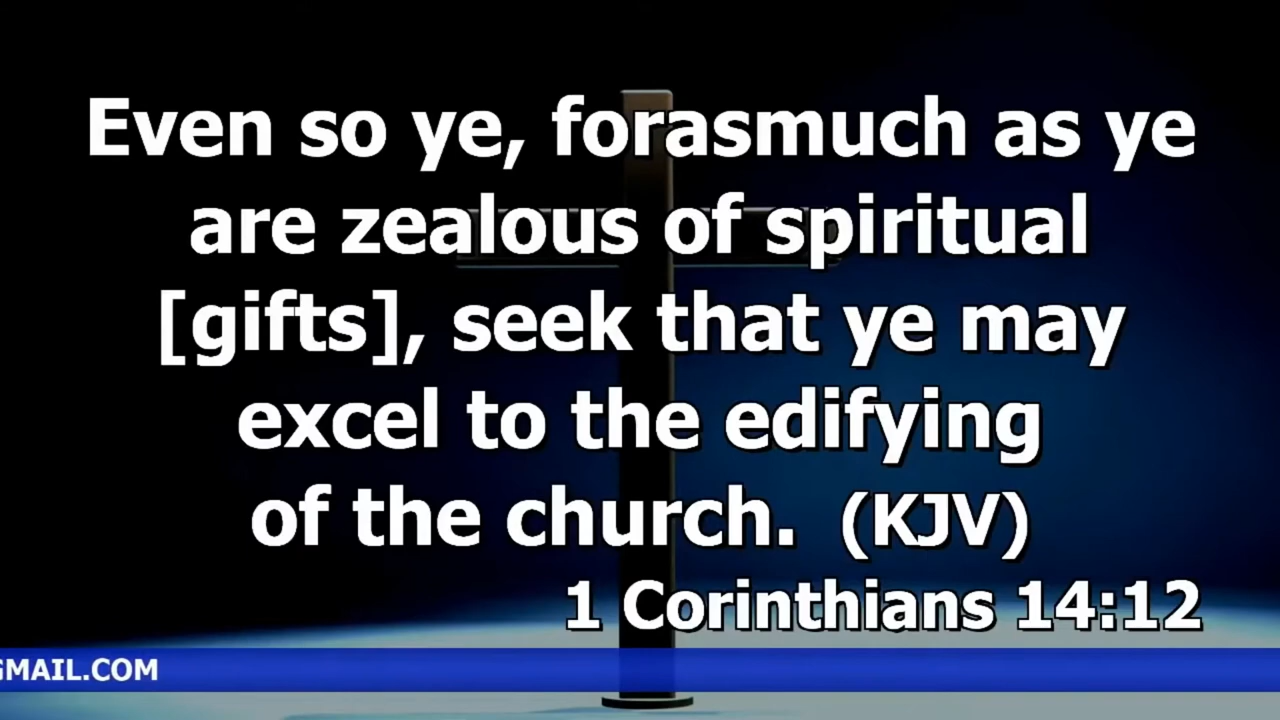 Even so ye, forasmuch as ye
are zealous of spiritual
[gifts], seek that ye may
excel to the edifying
of the church. (KJV)
1 Corinthians 14:12
GMAIL.COM